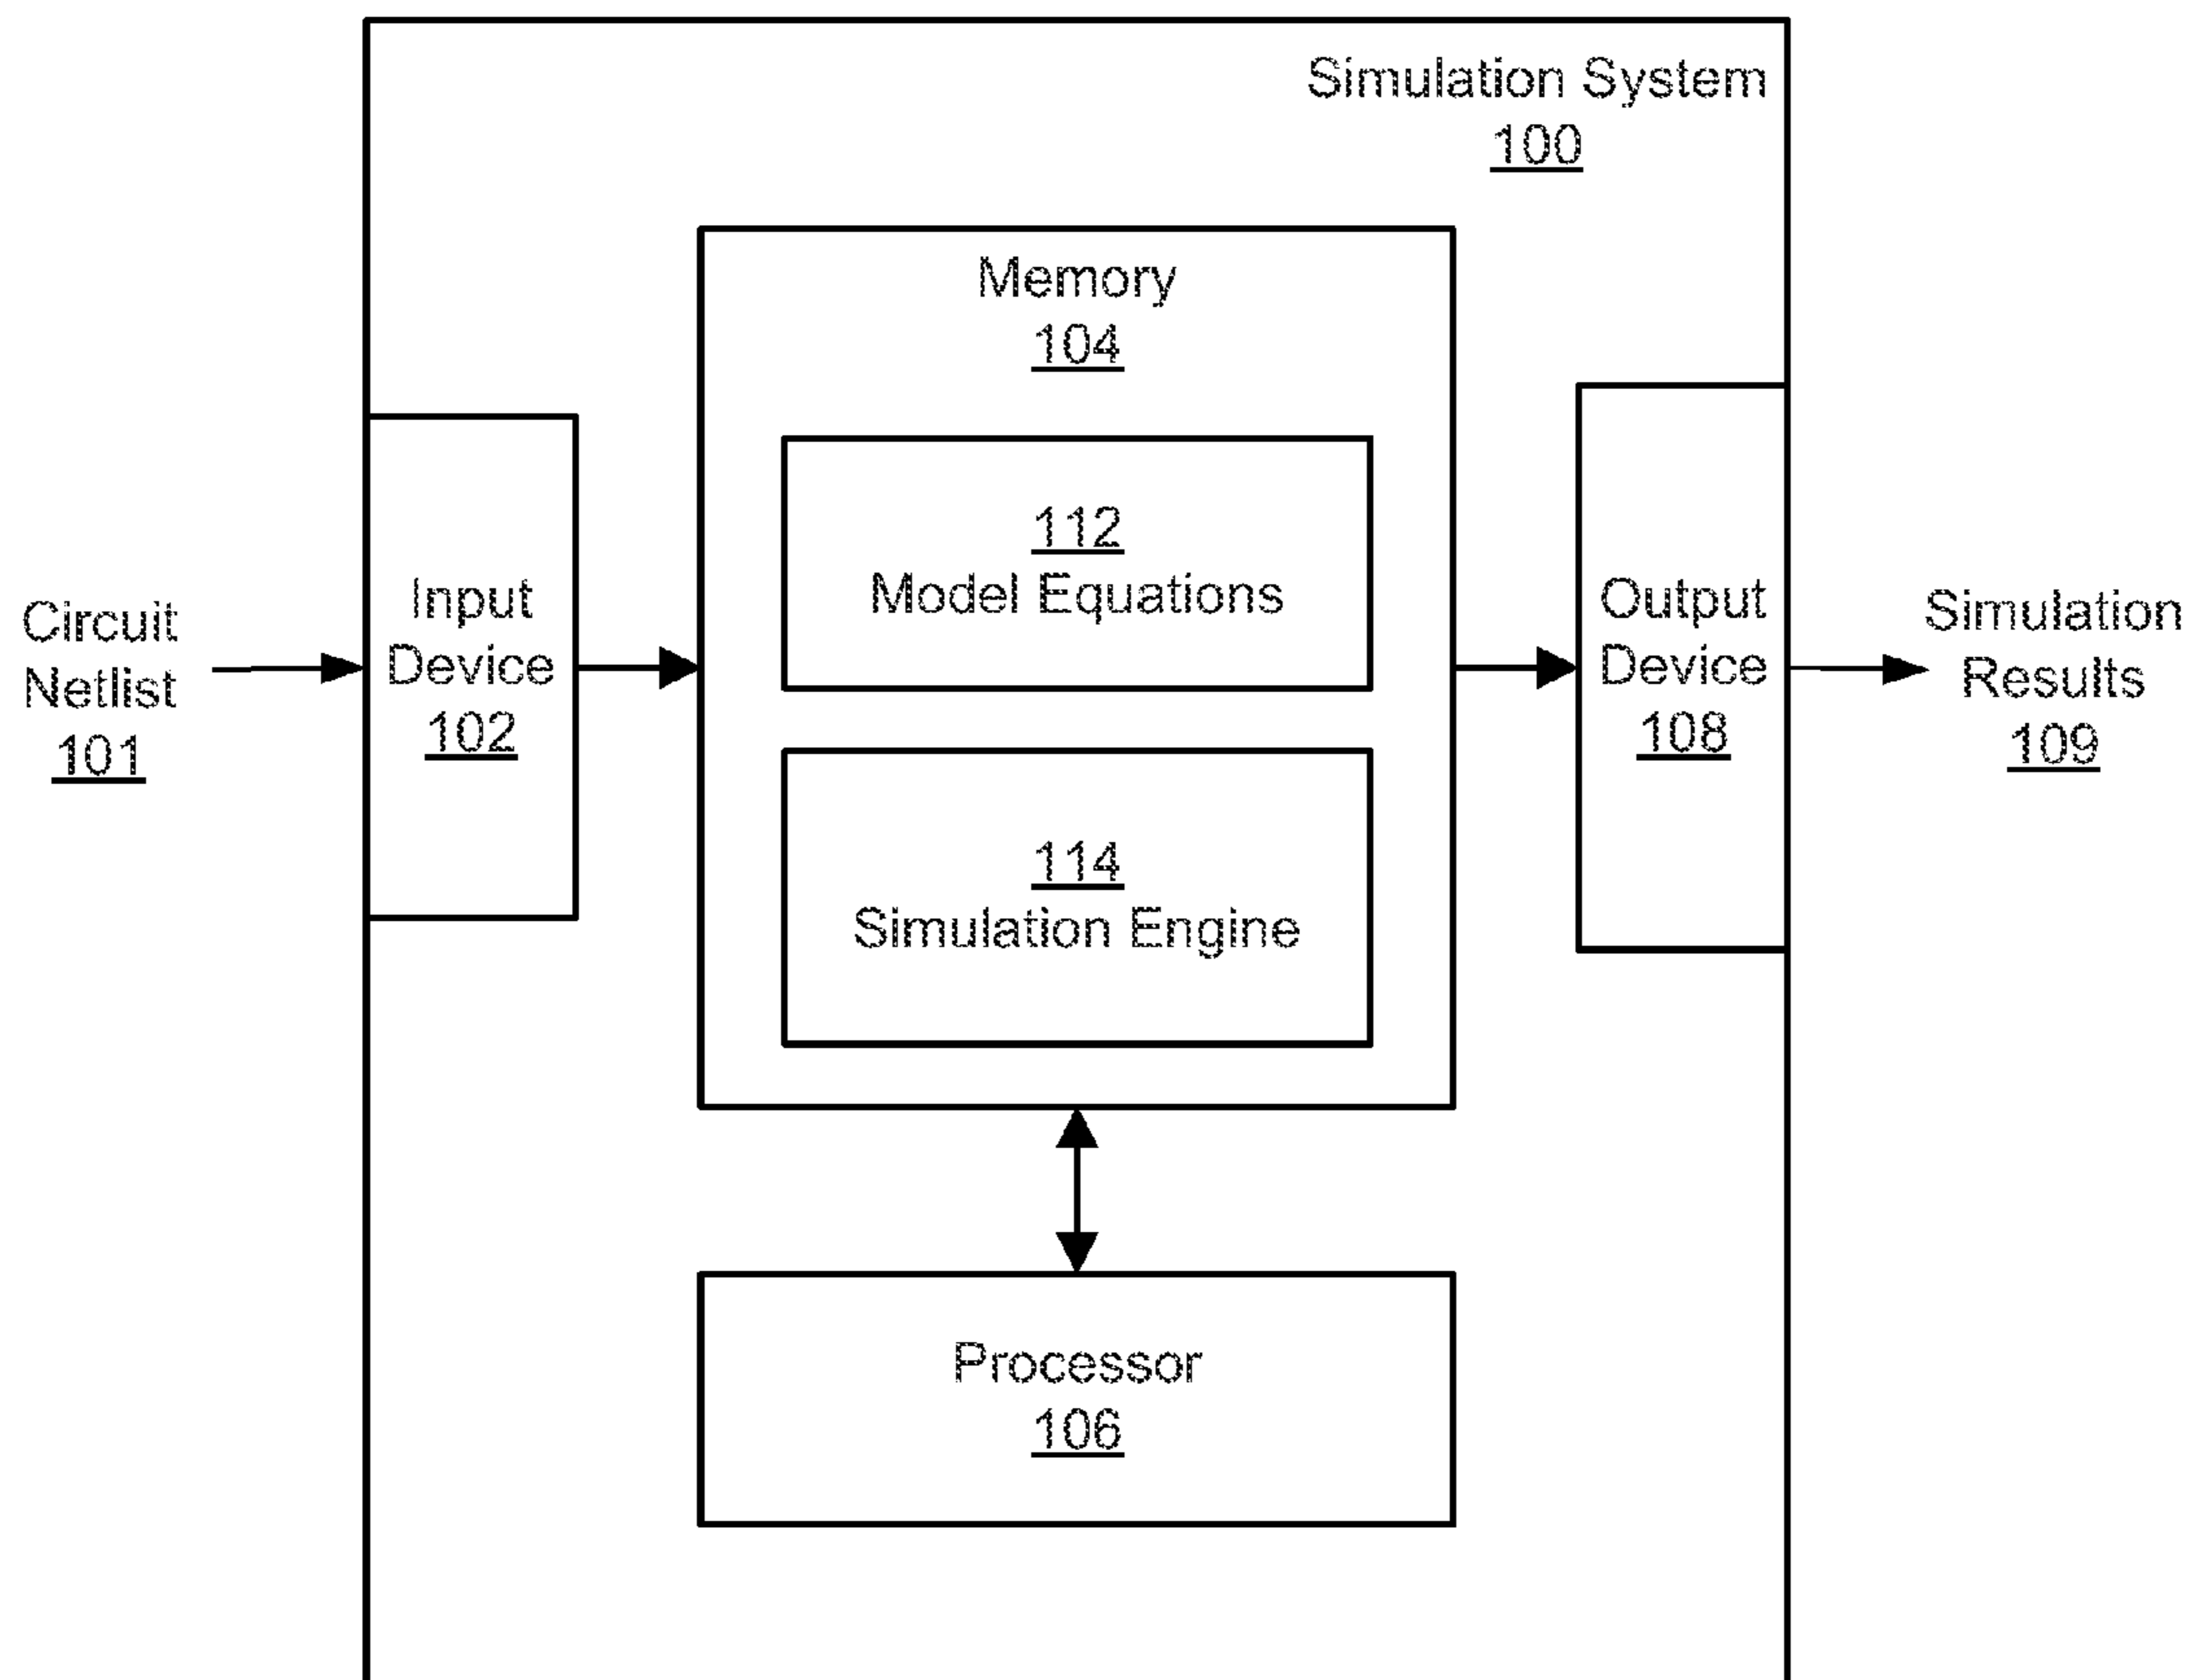 Simulation System
100
Memory
104
112
Model Equations
114
Simulation Engine
Circuit
Netlist
101
Input
Device
102
Output
Device
108
Simulation
Results
109
Processor
106